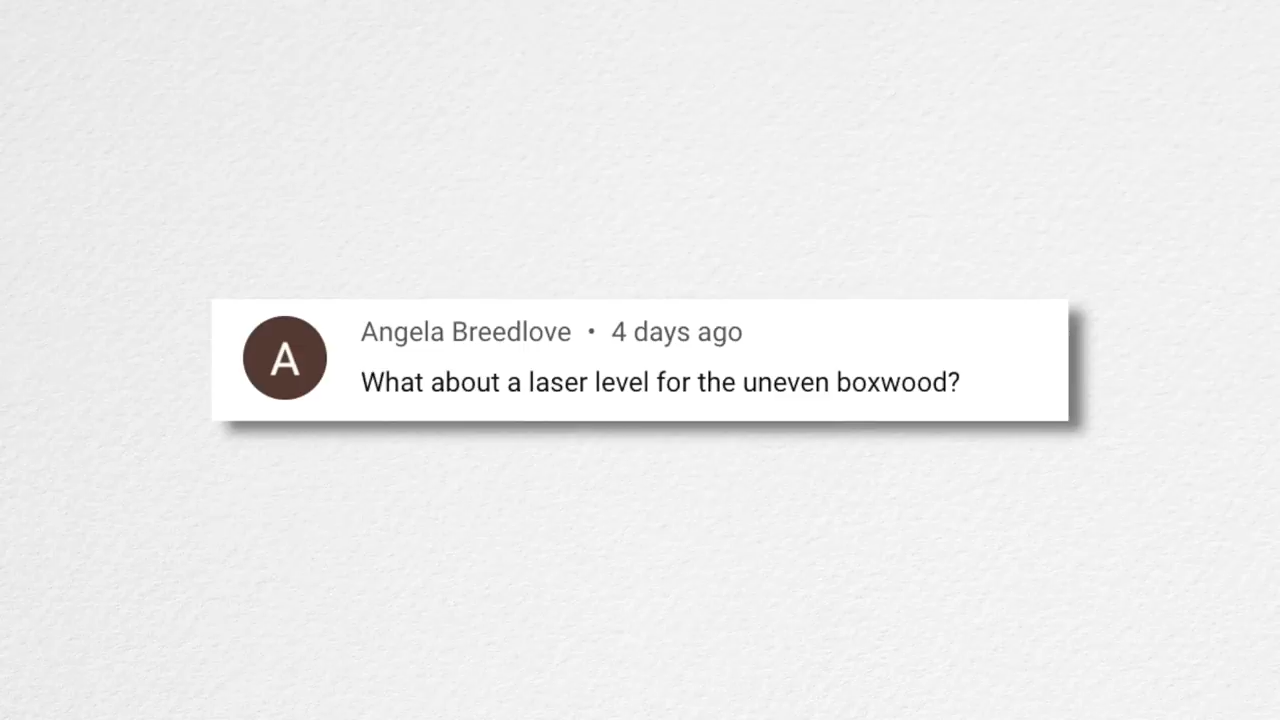 A
Angela Breedlove • 4 days ago
What about a laser level for the uneven boxwood?